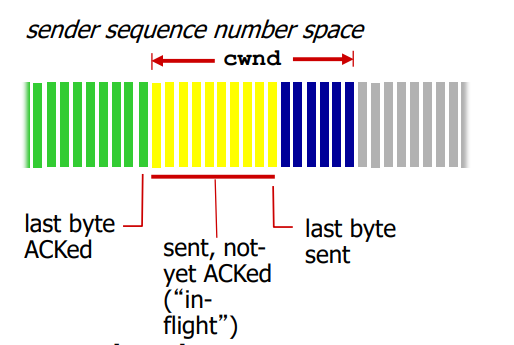 sender sequence number space
cwnd
last byte
ACKed
sent, not-
yet ACKed
(“in-
flight”)
last byte
sent